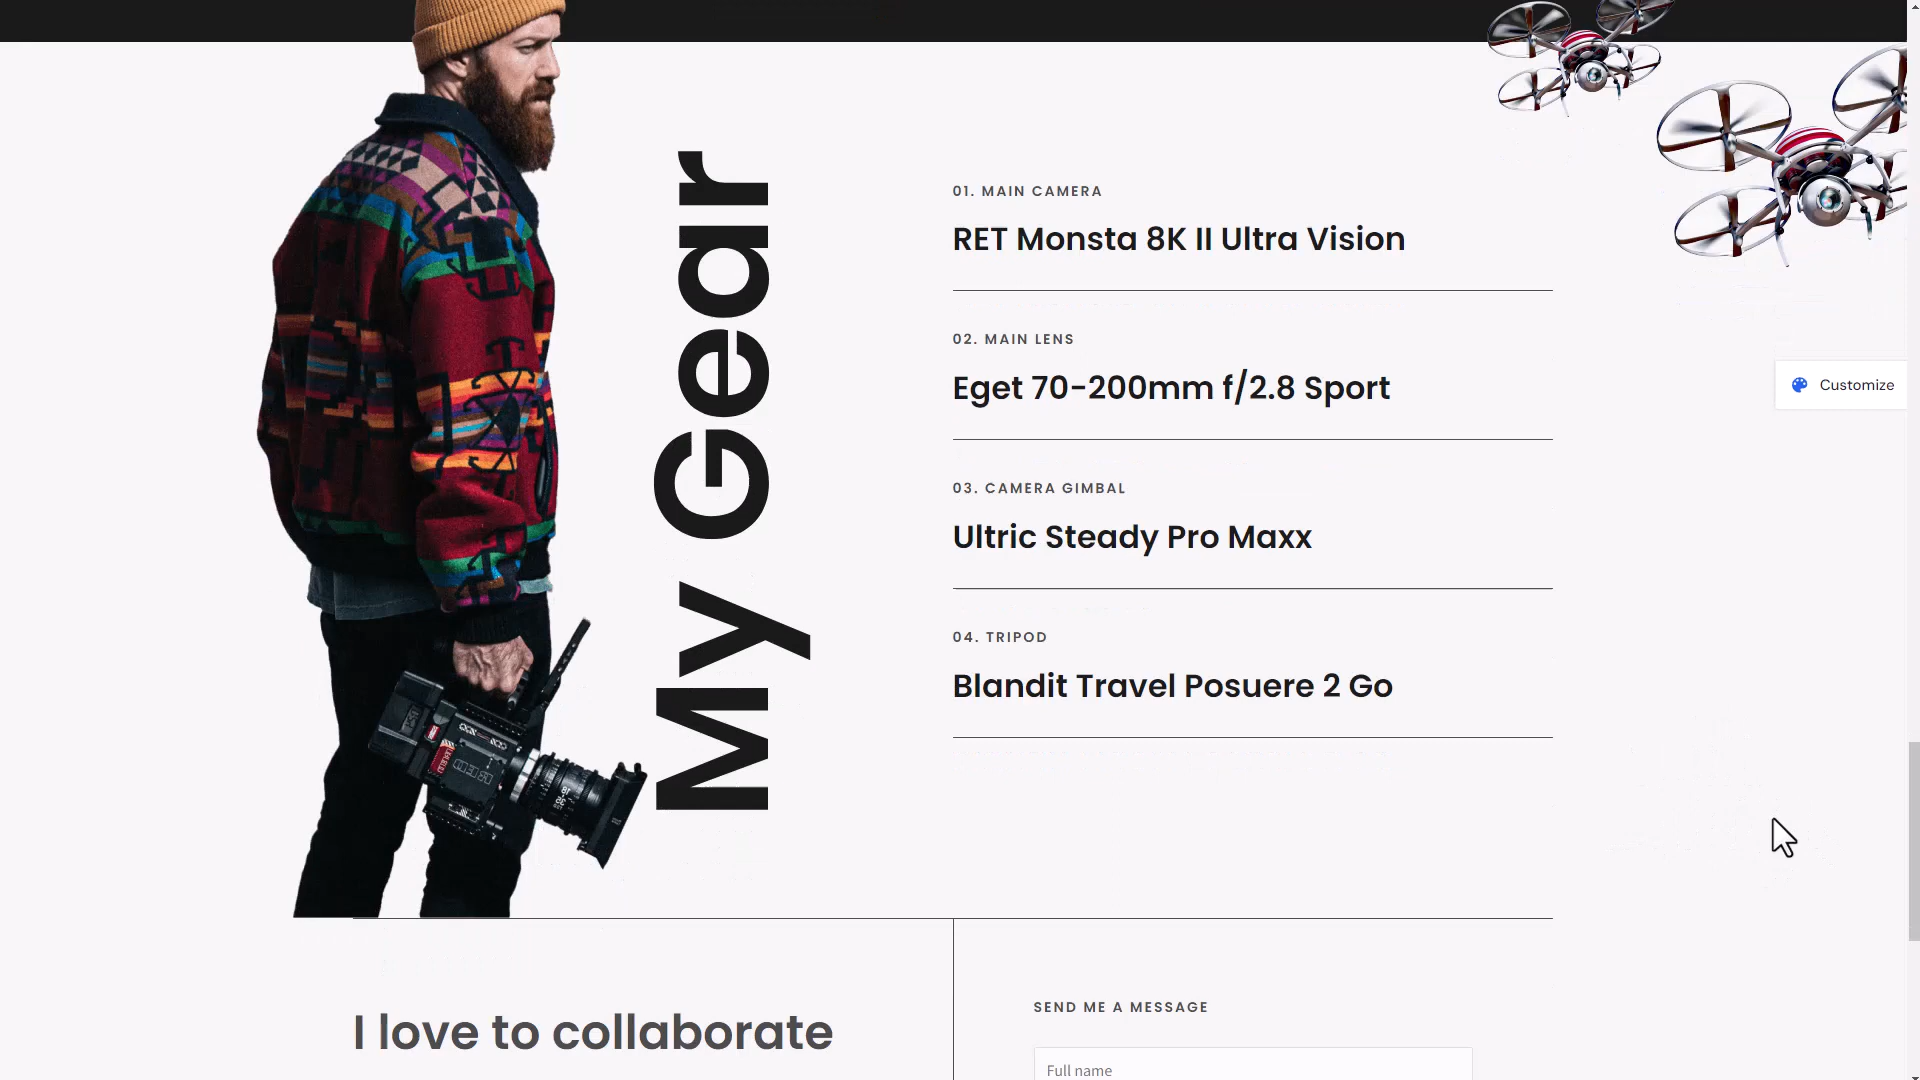 My Gear
01. MAIN CAMERA
RET Monsta 8K II Ultra Vision
02. MAIN LENS
Eget 70-200mm f/2.8 Sport
03. CAMERA GIMBAL
Ultric Steady Pro Maxx
04. TRIPOD
Blandit Travel Posuere 2 Go
Customize
I love to collaborate
SEND ME A MESSAGE
Full name